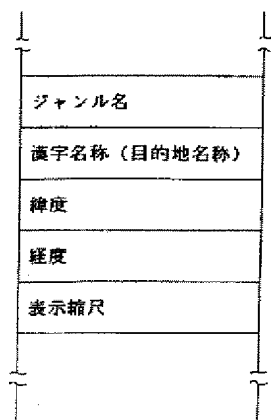 ジャンル名
漢字名称（目的地名称）
緯度
経度
表示縮尺